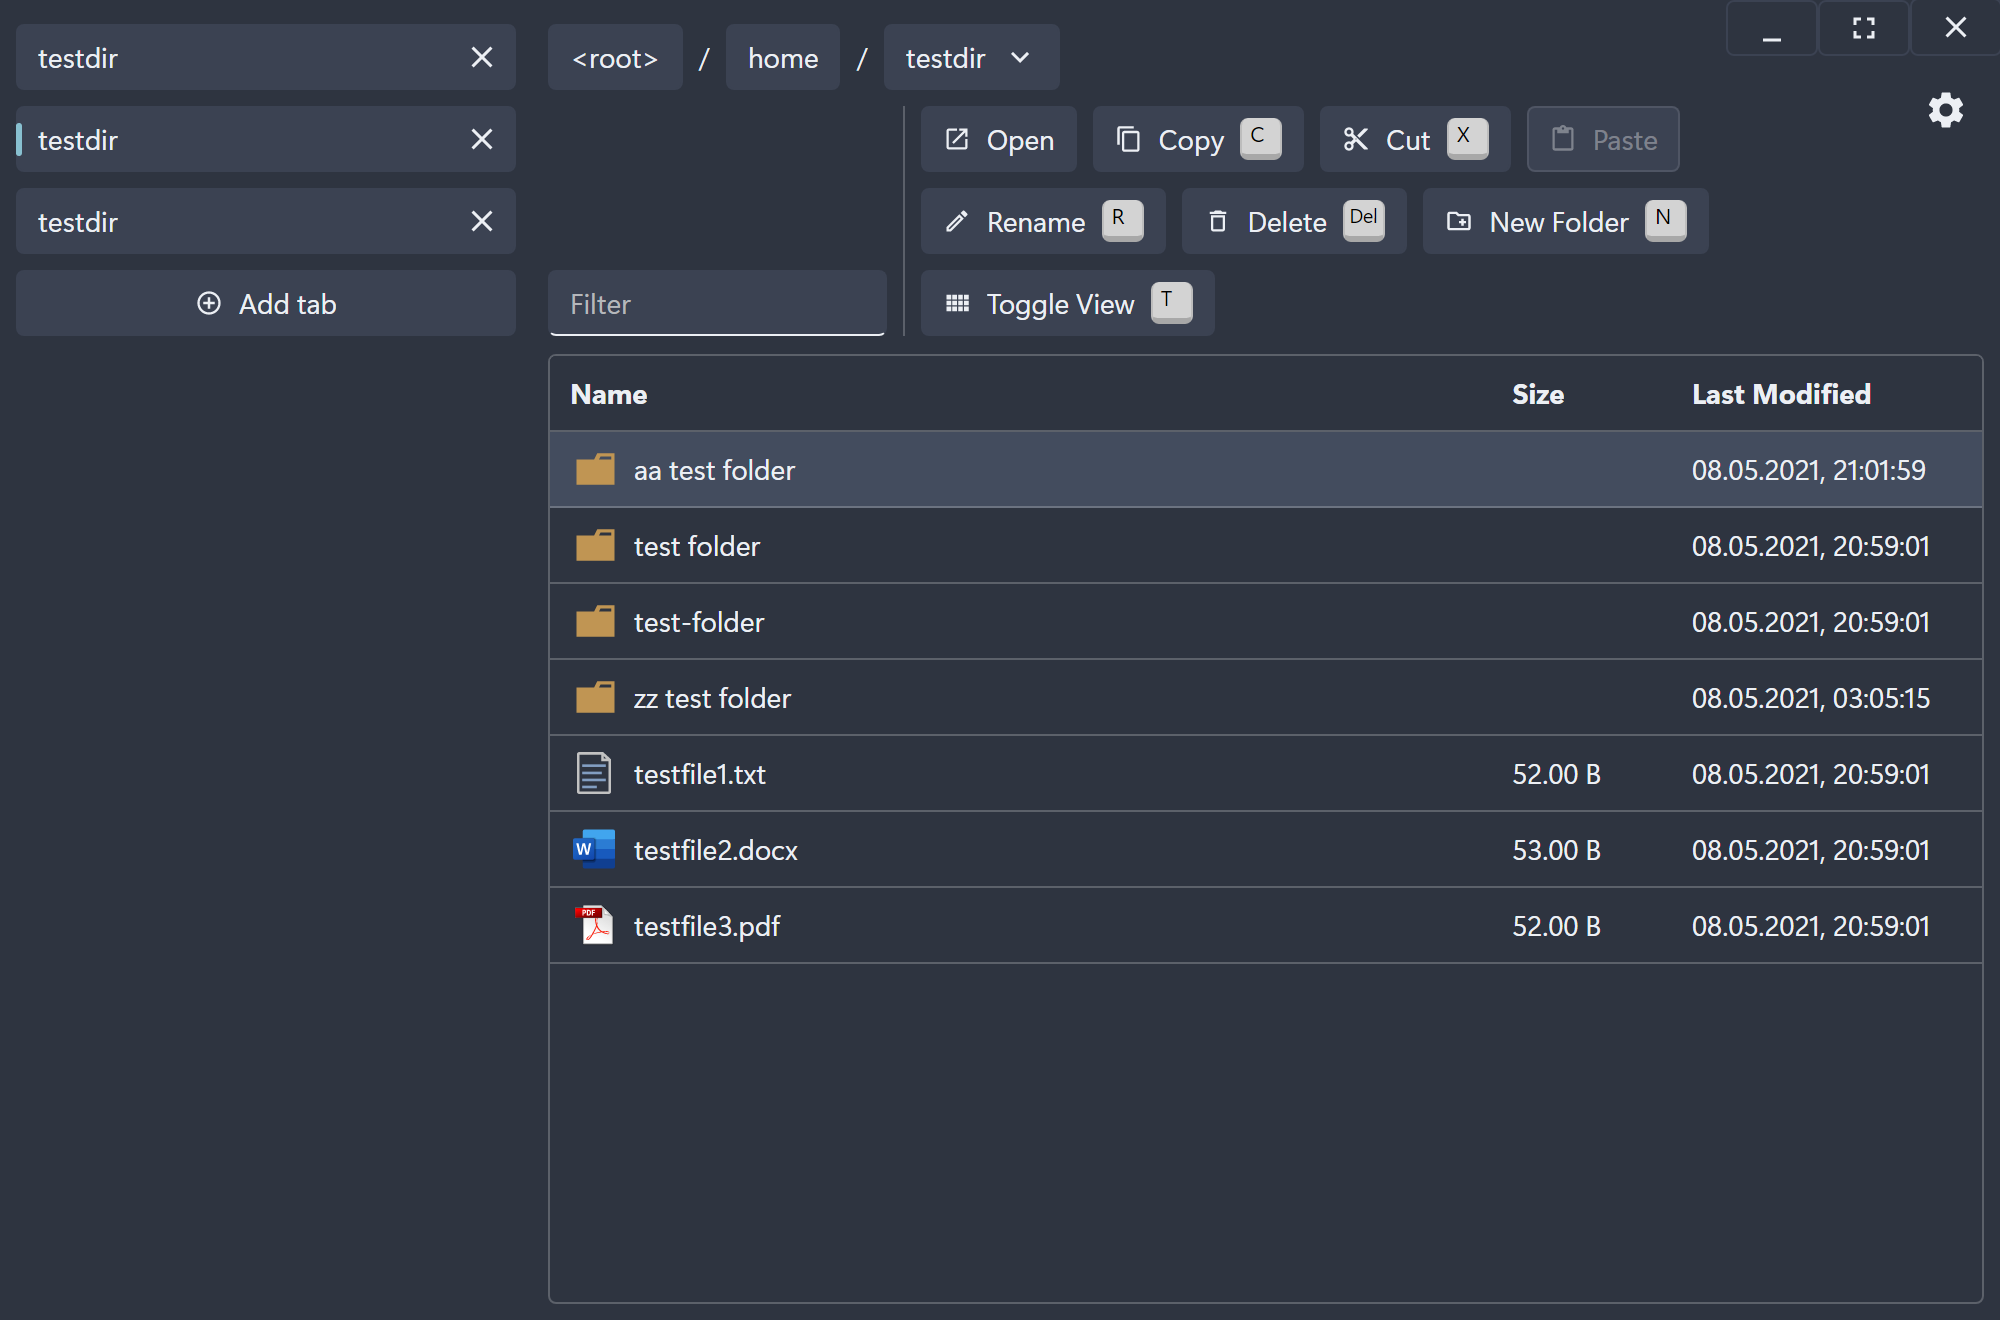 testdir
testdir
testdir
Add tab
<root> / home / testdir
Open Copy C Cut X Paste
Rename R Delete Del New Folder N
Filter Toggle View T
Name Size Last Modified
aa test folder 08.05.2021, 21:01:59
test folder 08.05.2021, 20:59:01
test-folder 08.05.2021, 20:59:01
zz test folder 08.05.2021, 03:05:15
testfile1.txt 52.00 B 08.05.2021, 20:59:01
W testfile2.docx 53.00 B 08.05.2021, 20:59:01
PDF testfile3.pdf 52.00 B 08.05.2021, 20:59:01